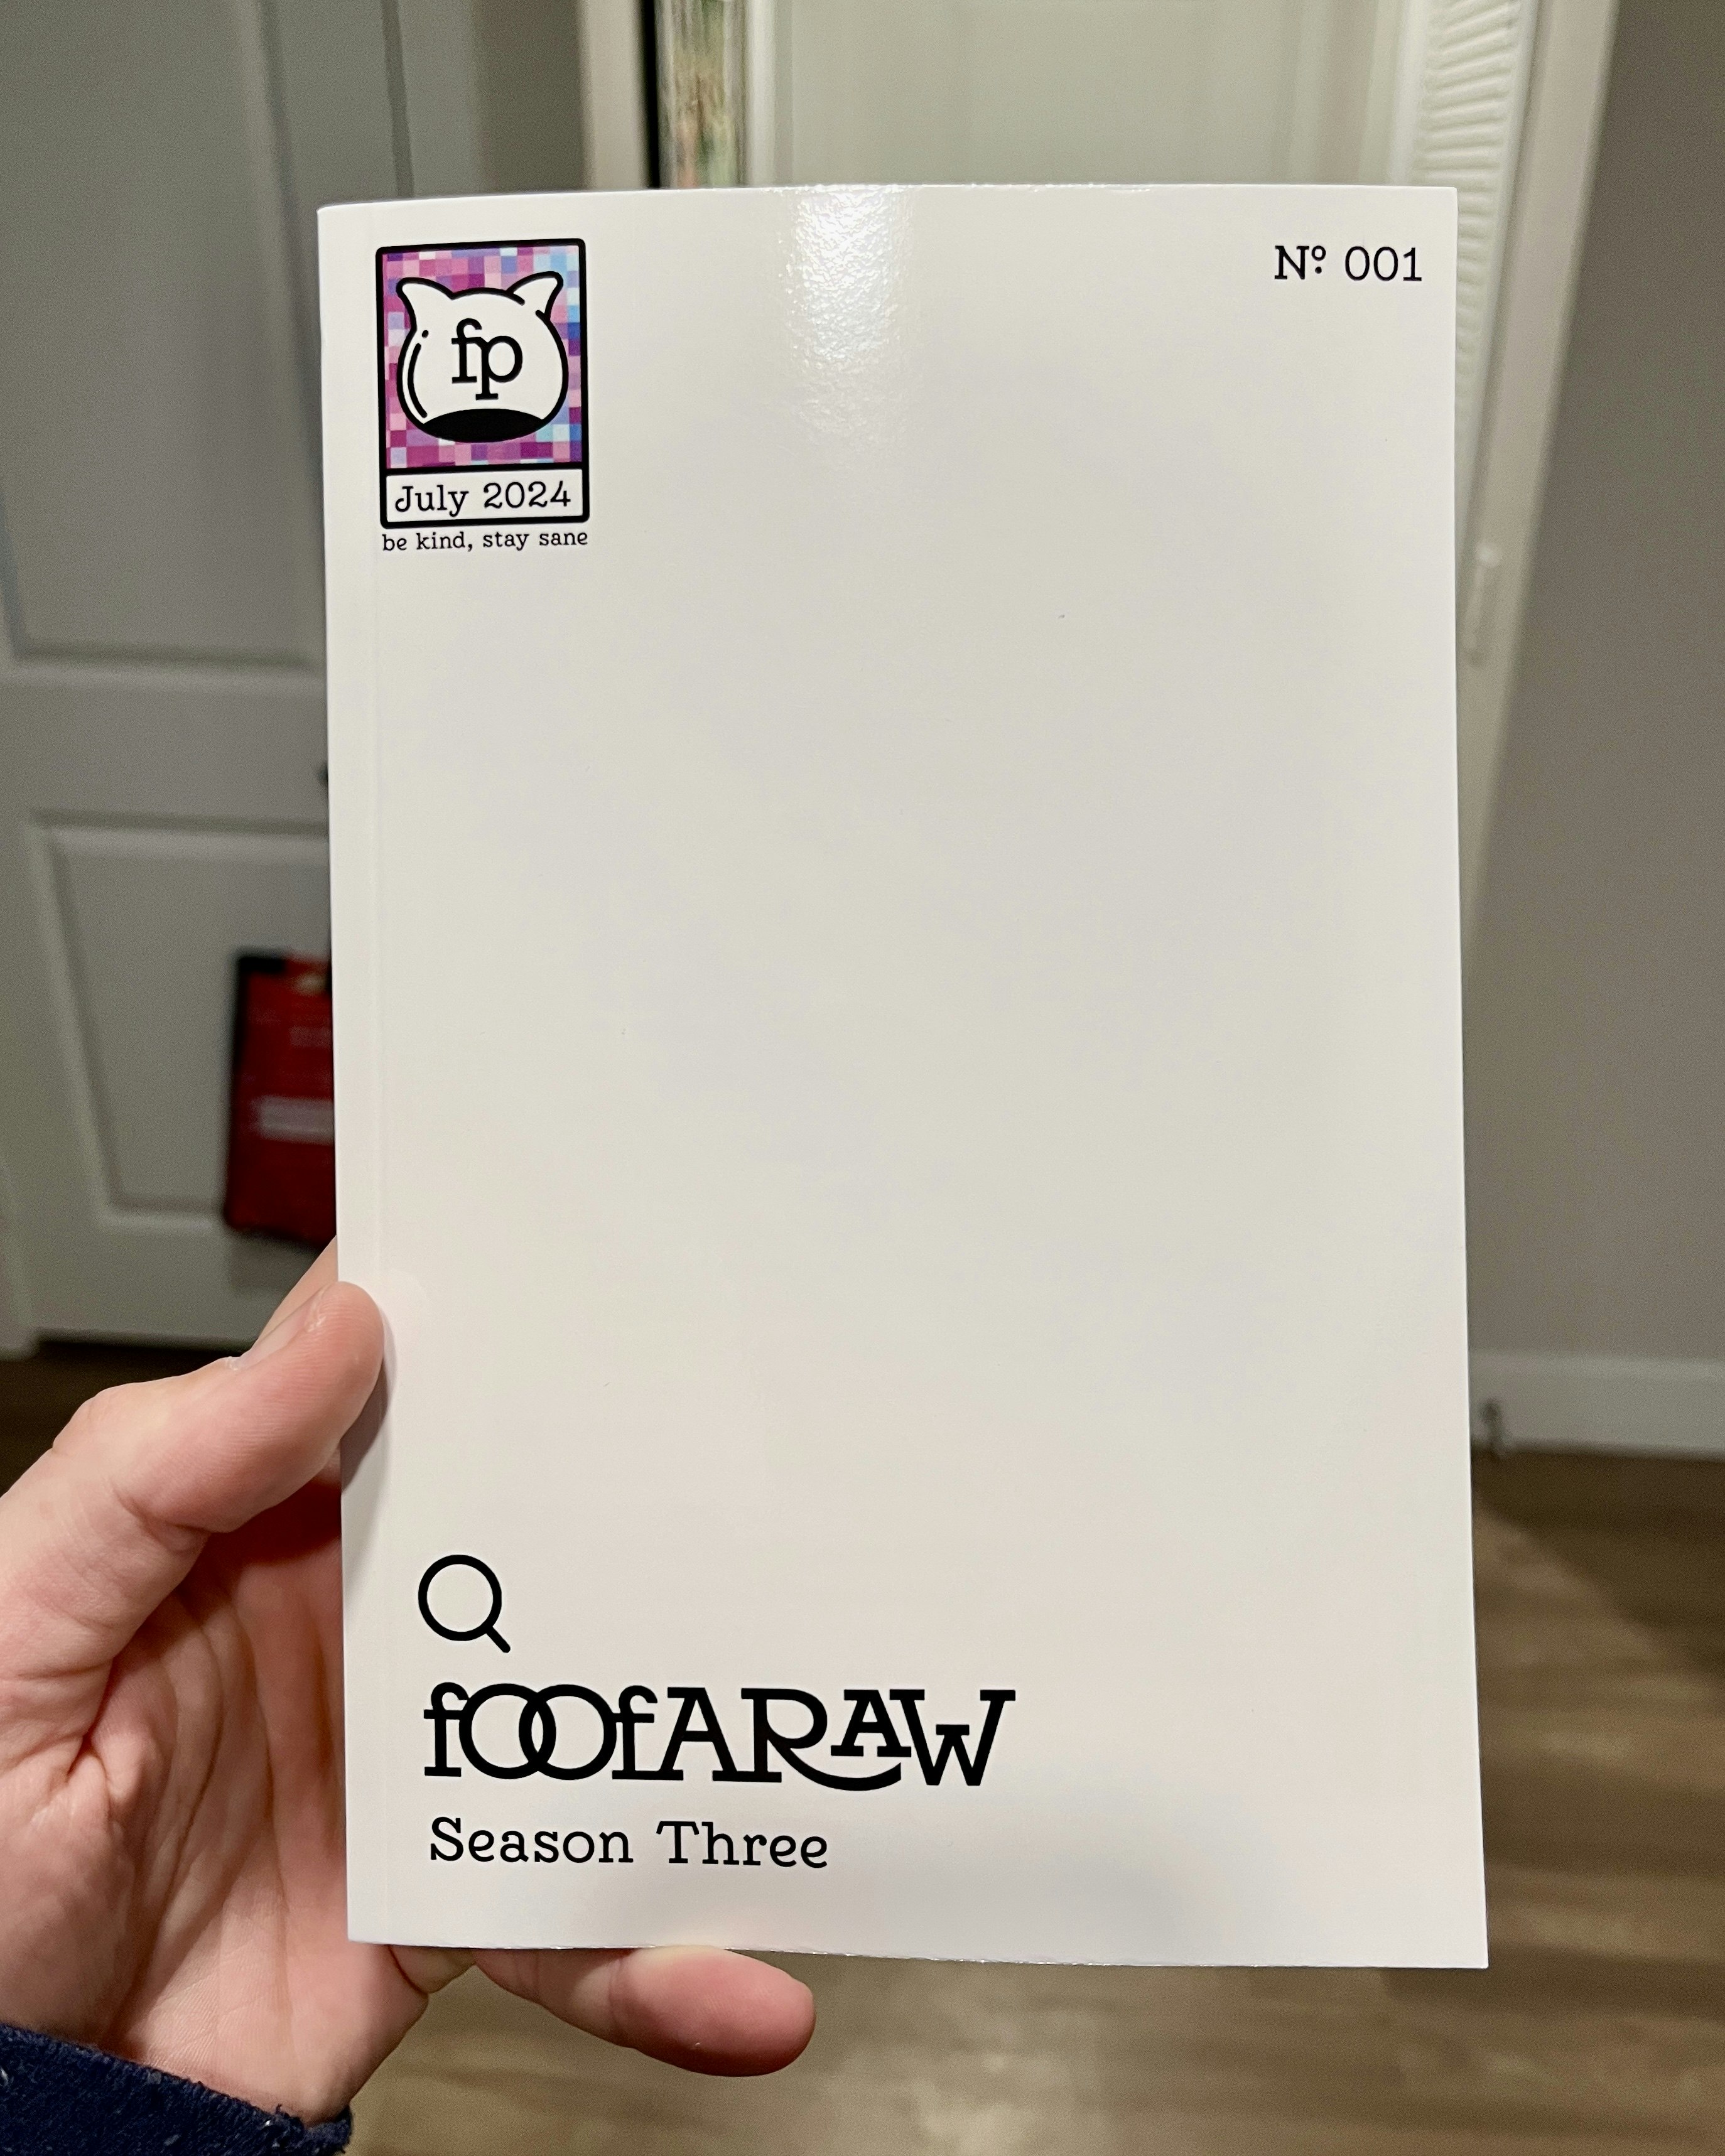 fp
July 2024
be kind, stay sane
Nº 001
fOOfARAW
Season Three